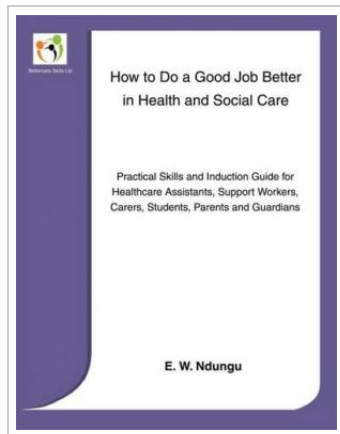 Bettercare Skills Ltd
How to Do a Good Job Better
in Health and Social Care
Practical Skills and Induction Guide for
Healthcare Assistants, Support Workers,
Carers, Students, Parents and Guardians
E. W. Ndungu